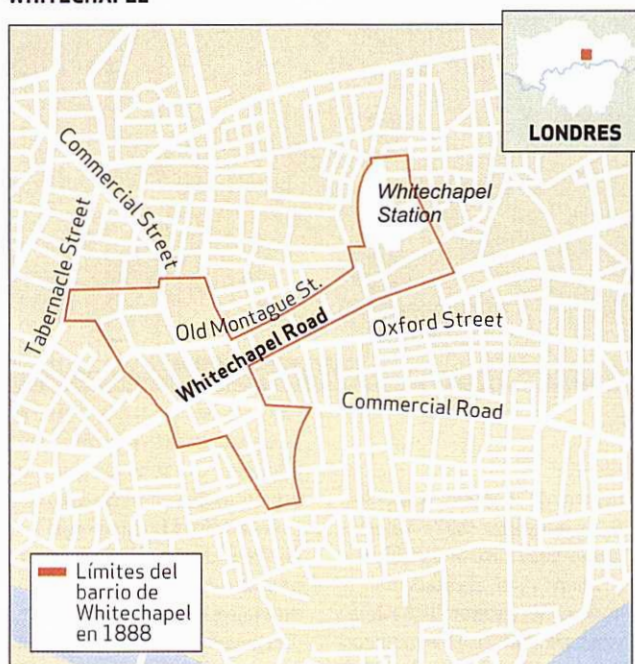 WHITECHAPEL
LONDRES
Commercial Street
Tabernacle Street
Whitechapel
Station
Old Montague St.
Whitechapel Road
Oxford Street
Commercial Road
Límites del
barrio de
Whitechapel
en 1888